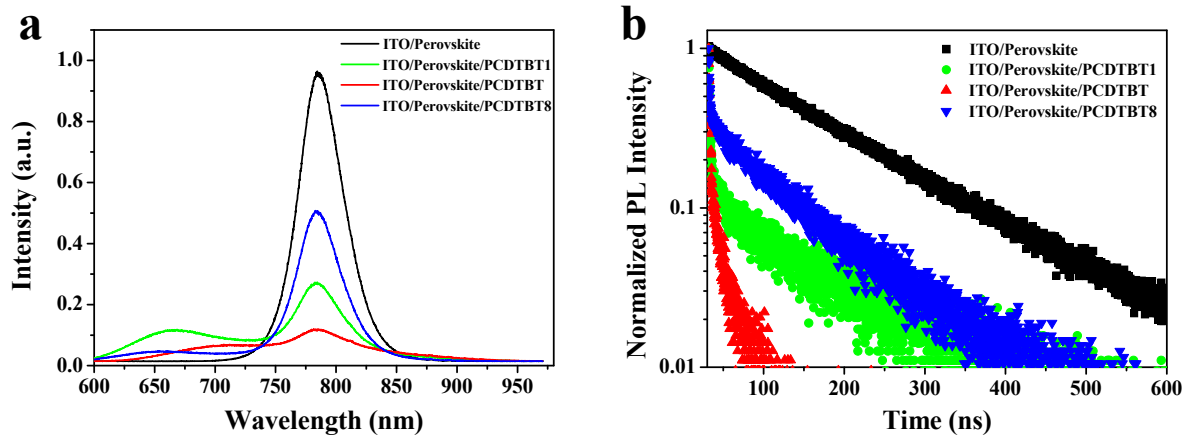 a
ITO/Perovskite
ITO/Perovskite/PCDTBT1
ITO/Perovskite/PCDTBT
ITO/Perovskite/PCDTBT8
1.0
0.8
0.6
0.4
0.2
0.0
Intensity (a.u.)
600 650 700 750 800 850 900 950
Wavelength (nm)
b
ITO/Perovskite
ITO/Perovskite/PCDTBT1
ITO/Perovskite/PCDTBT
ITO/Perovskite/PCDTBT8
1
0.1
0.01
Normalized PL Intensity
100 200 300 400 500 600
Time (ns)